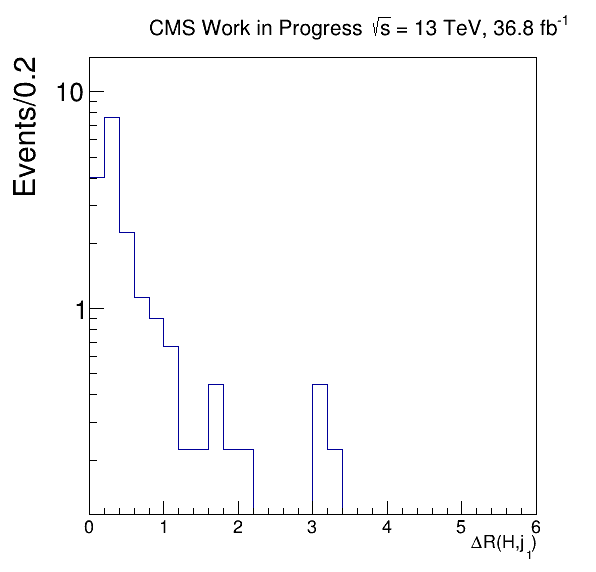 CMS Work in Progress √s = 13 TeV, 36.8 fb⁻¹
Events/0.2
10
1
0 1 2 3 4 5 6
ΔR(H,j₁)